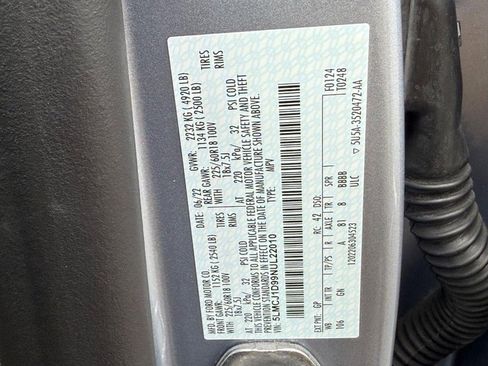 MFD. BY FORD MOTOR CO.
DATE: 06/22 GVWR: 2232 KG ( 4920 LB)
FRONT GAWR: 1152 KG (2540 LB) REAR GAWR: 1134 KG (2500 LB)
WITH 225/60R18 100V TIRES 225/60R18 100V TIRES
18x7.5J RIMS 18x7.5J RIMS
AT 220 kPa/ 32 PSI COLD AT 220 kPa/ 32 PSI COLD
THIS VEHICLE CONFORMS TO ALL APPLICABLE FEDERAL MOTOR VEHICLE SAFETY AND THEFT
PREVENTION STANDARDS IN EFFECT ON THE DATE OF MANUFACTURE SHOWN ABOVE.
VIN: 5LMCJ1D99NUL22010
TYPE: MPV
F0124
T0248
EXT PNT: GP RC: 42 DSO:
WB INT TR TP/PS R AXLE TR SPR
106 GN A 81 8 BBBB
1202206304523 ULC
▽ 5U5A-3520472-AA